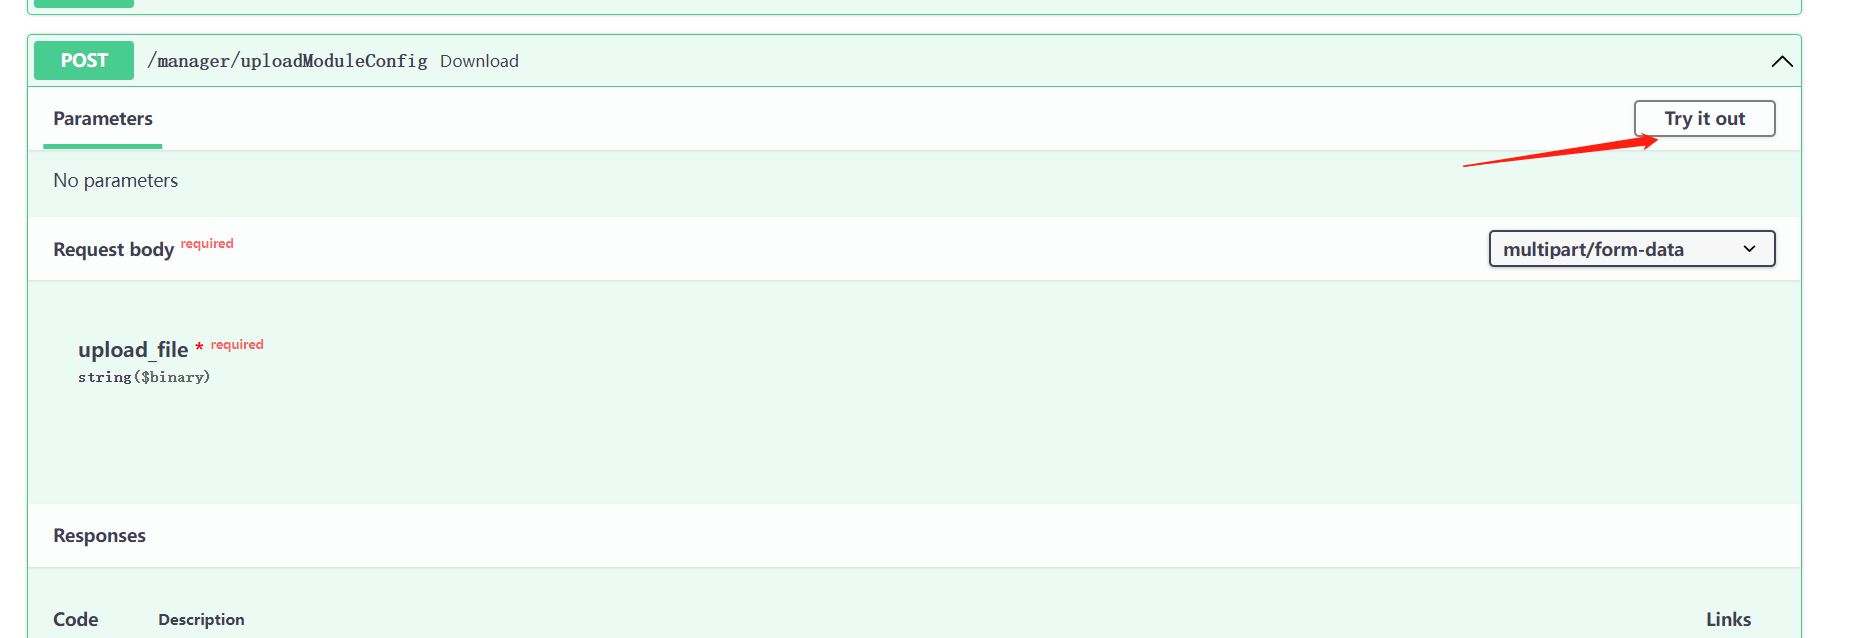 POST /manager/uploadModuleConfig Download
Parameters Try it out
No parameters
Request body required multipart/form-data
upload_file * required
string($binary)
Responses
Code Description Links